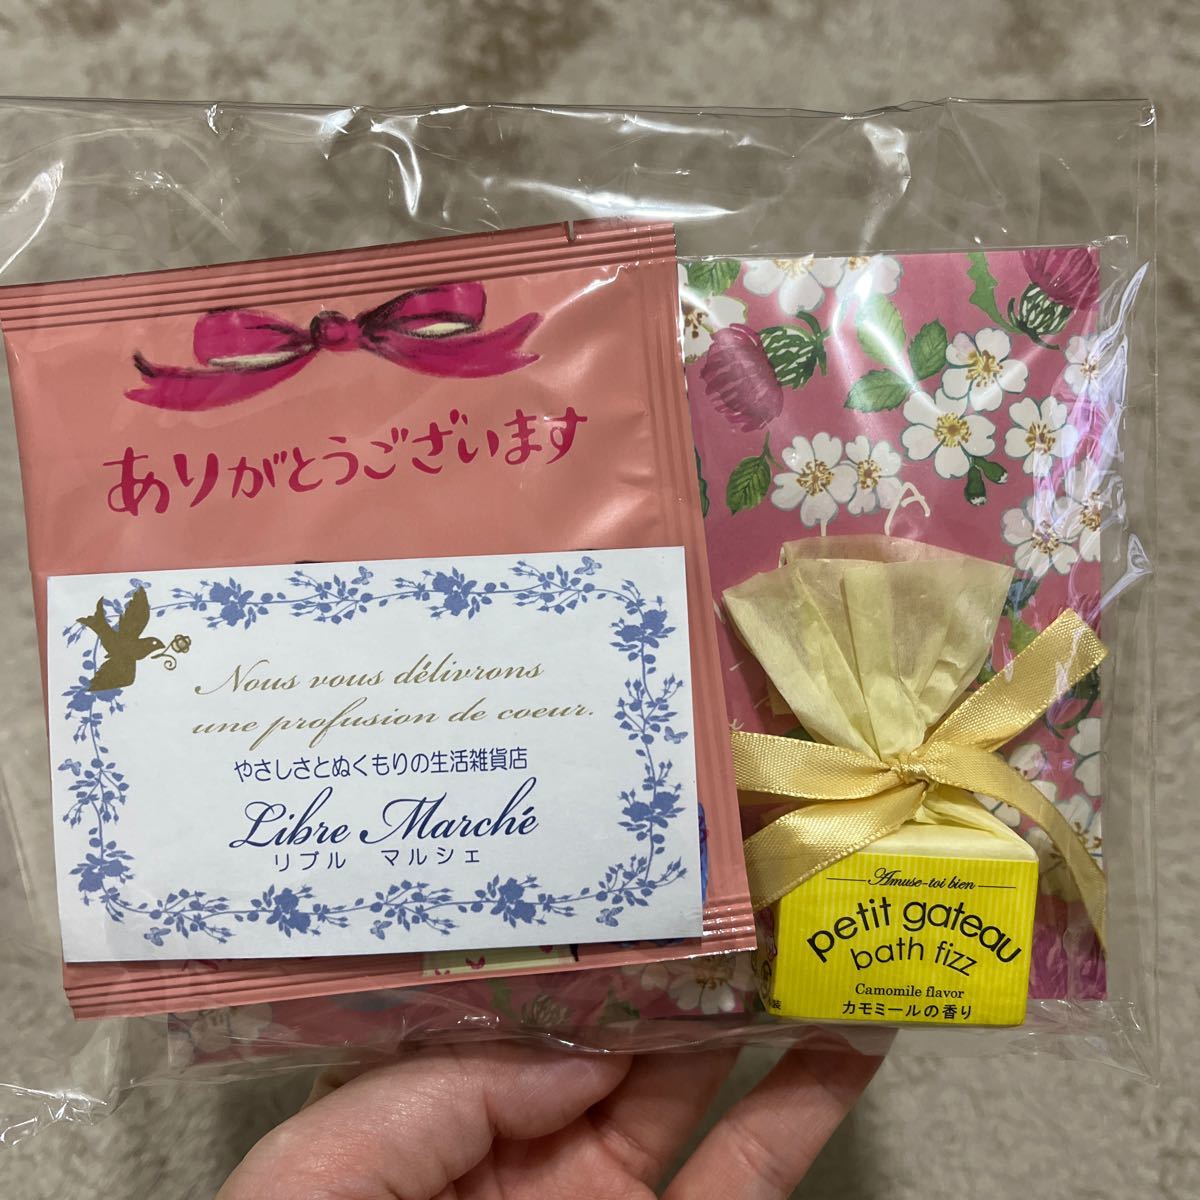 ありがとうございます
Nous vous délivrons
une profusion de coeur.
やさしさとぬくもりの生活雑貨店
Libre Marché
リブル マルシェ
Amuse-toi bien
petit gateau
bath fizz
Camomile flavor
カモミールの香り